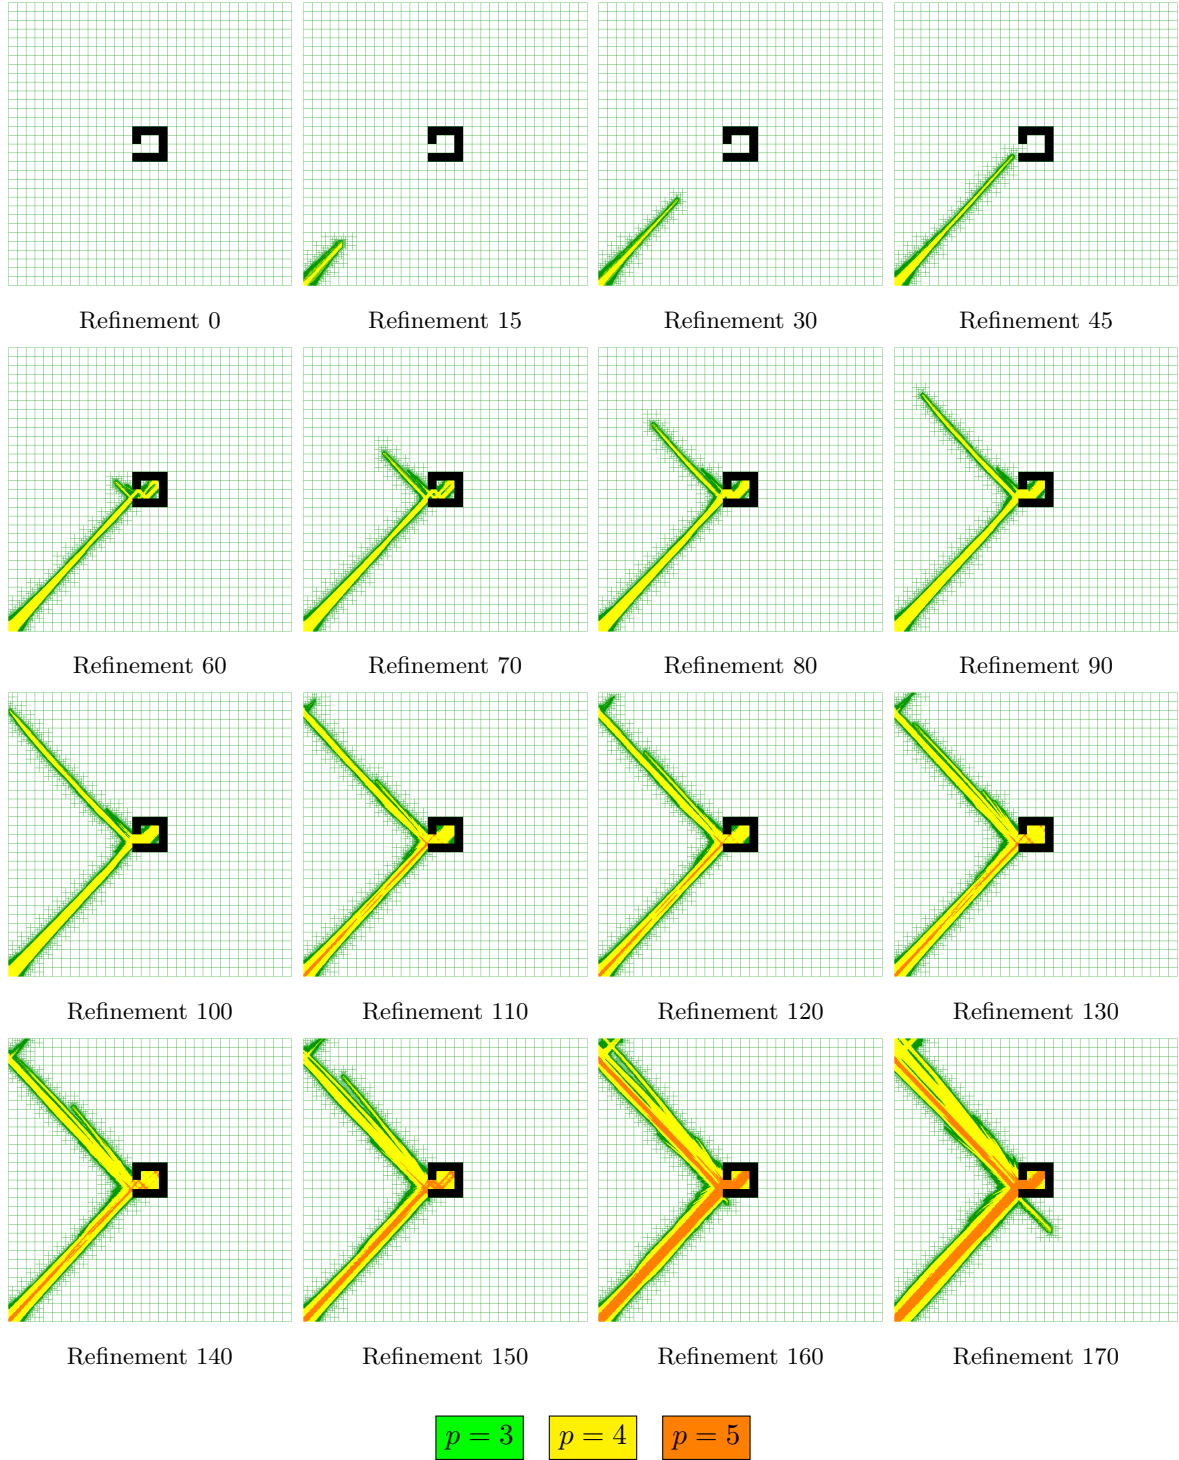 Refinement 0 Refinement 15 Refinement 30 Refinement 45
Refinement 60 Refinement 70 Refinement 80 Refinement 90
Refinement 100 Refinement 110 Refinement 120 Refinement 130
Refinement 140 Refinement 150 Refinement 160 Refinement 170
p = 3 p = 4 p = 5